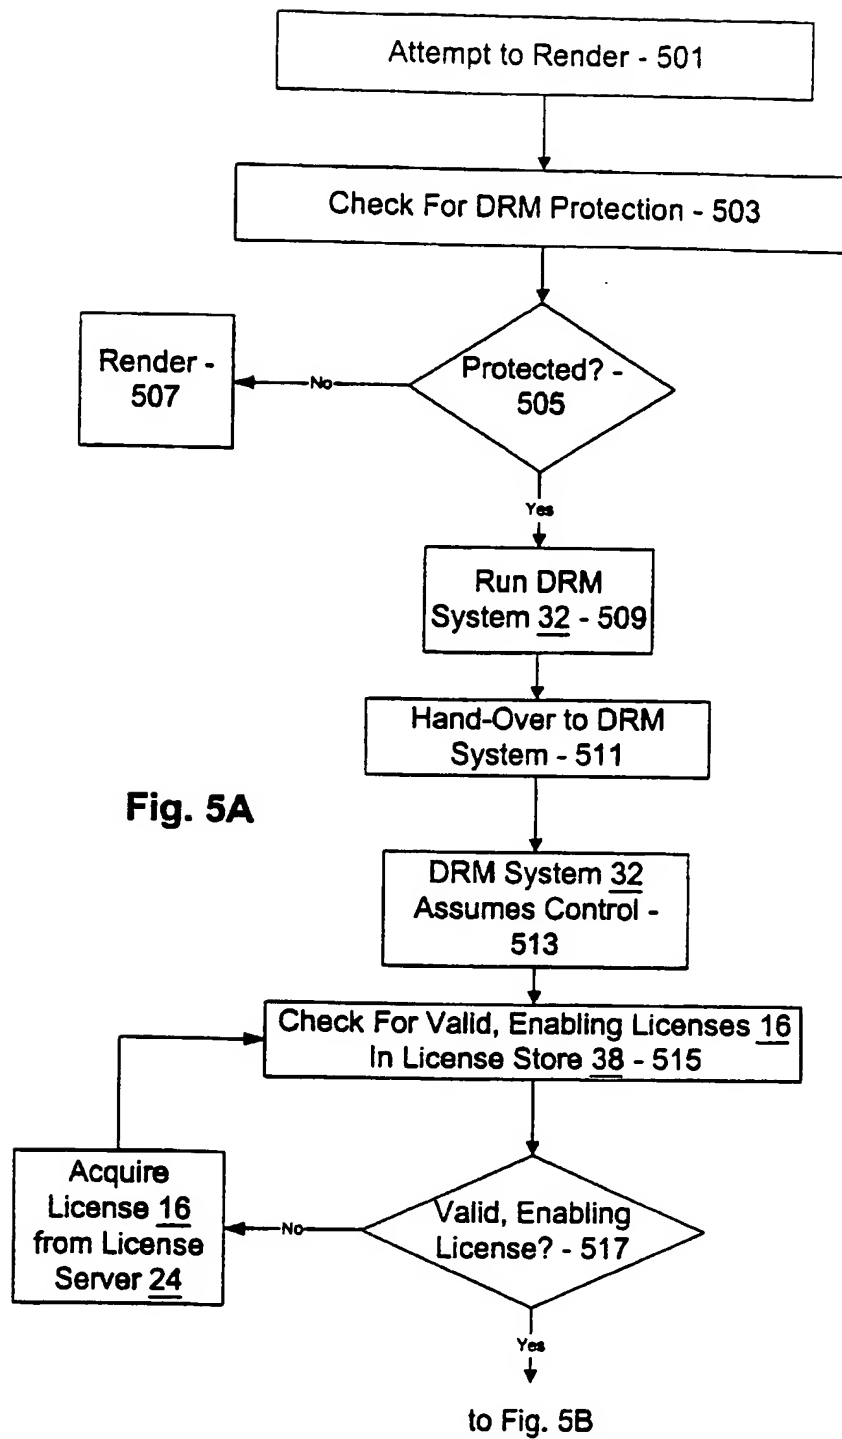 Attempt to Render - 501
Check For DRM Protection - 503
Protected? -
505
No
Render -
507
Yes
Run DRM
System 32 - 509
Hand-Over to DRM
System - 511
Fig. 5A
DRM System 32
Assumes Control -
513
Check For Valid, Enabling Licenses 16
In License Store 38 - 515
Valid, Enabling
License? - 517
No
Acquire
License 16
from License
Server 24
Yes
to Fig. 5B